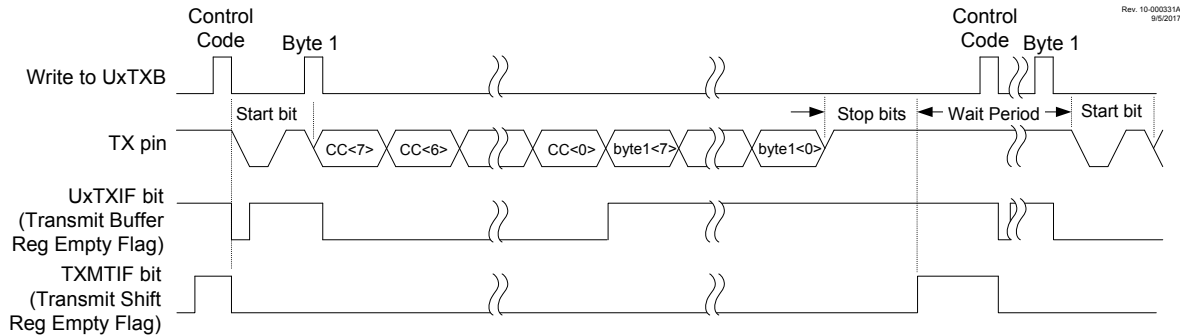 Rev. 10-000331A
9/5/2017
Control
Code
Byte 1
Control
Code
Byte 1
Write to UxTXB
Start bit
Stop bits
Wait Period
Start bit
TX pin
CC<7>
CC<6>
CC<0>
byte1<7>
byte1<0>
UxTXIF bit
(Transmit Buffer
Reg Empty Flag)
TXMTIF bit
(Transmit Shift
Reg Empty Flag)